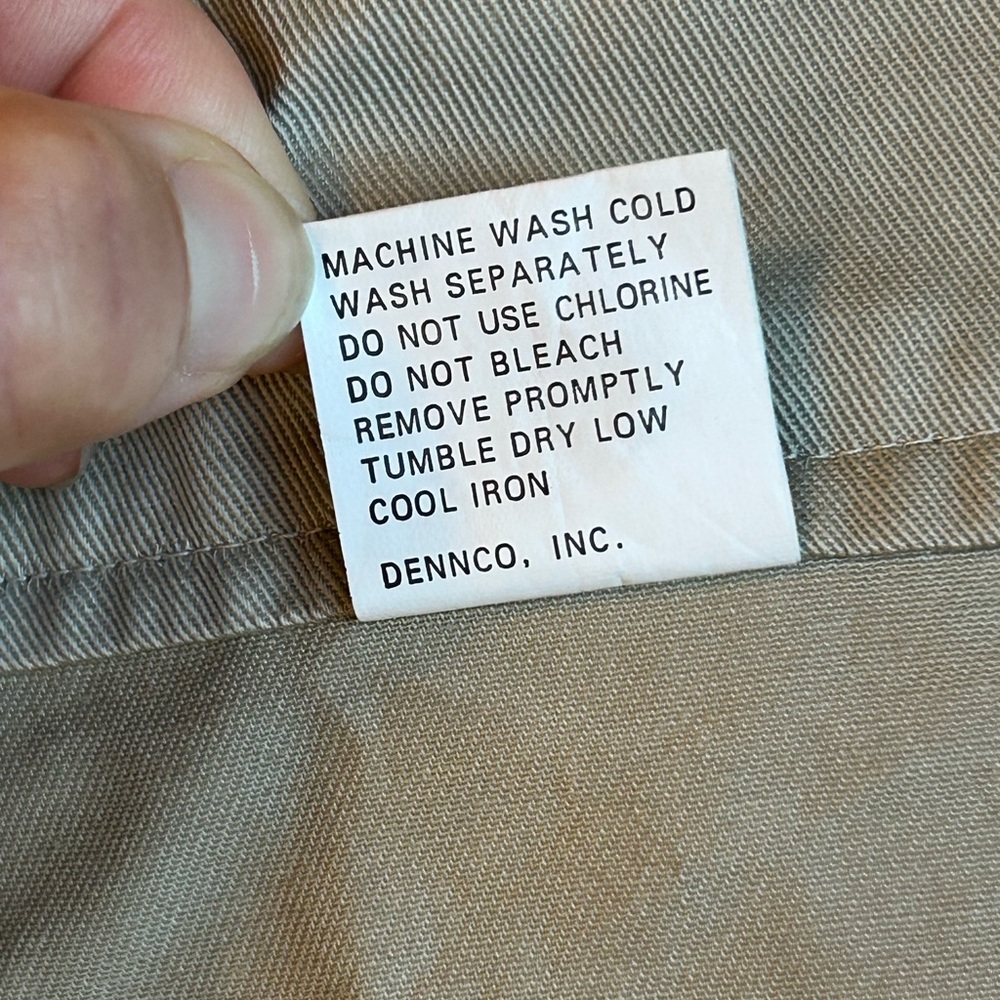 MACHINE WASH COLD
WASH SEPARATELY
DO NOT USE CHLORINE
DO NOT BLEACH
REMOVE PROMPTLY
TUMBLE DRY LOW
COOL IRON
DENNCO, INC.